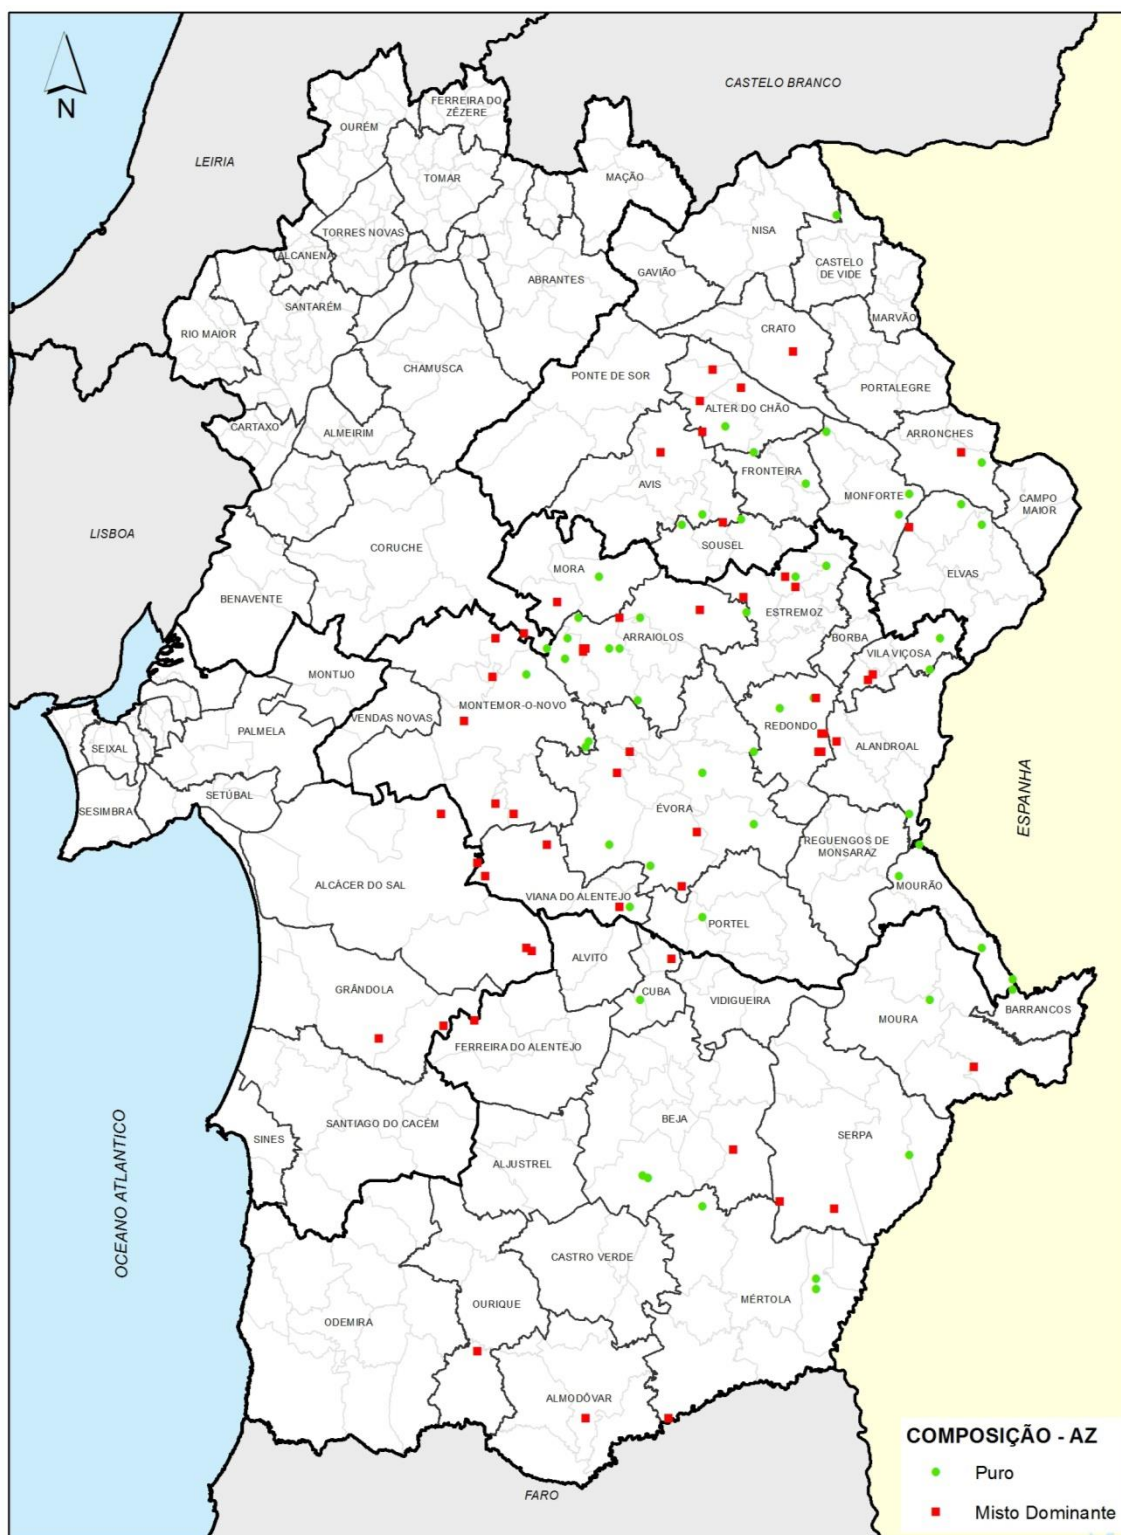 N
CASTELO BRANCO
LEIRIA
FERREIRA DO
ZÊZERE
OURÉM
TOMAR
MAÇÃO
TORRES NOVAS
ALCANENA
NISA
GAVIÃO
CASTELO
DE VIDE
ABRANTES
SANTARÉM
MARVÃO
RIO MAIOR
CRATO
CHAMUSCA
PONTE DE SOR
PORTALEGRE
ALTER DO CHÃO
CARTAXO
ALMEIRIM
ARRONCHES
FRONTEIRA
AVIS
MONFORTE
CAMPO
MAIOR
LISBOA
CORUCHE
SOUSEL
MORA
ELVAS
BENAVENTE
ESTREMOZ
ARRAIOLOS
BORBA
VILA VIÇOSA
MONTIJO
MONTEMOR-O-NOVO
VENDAS NOVAS
REDONDO
PALMELA
ALANDROAL
SEIXAL
SETÚBAL
SESIMBRA
ÉVORA
ESPANHA
REGUENGOS DE
MONSARAZ
ALCÁCER DO SAL
MOURÃO
VIANA DO ALENTEJO
PORTEL
ALVITO
GRÂNDOLA
CUBA
VIDIGUEIRA
BARRANCOS
MOURA
FERREIRA DO ALENTEJO
BEJA
SANTIAGO DO CACÉM
SERPA
SINES
ALJUSTREL
OCEANO ATLANTICO
CASTRO VERDE
MÉRTOLA
OURIQUE
ODEMIRA
ALMODÔVAR
FARO
COMPOSIÇÃO - AZ
Puro
Misto Dominante